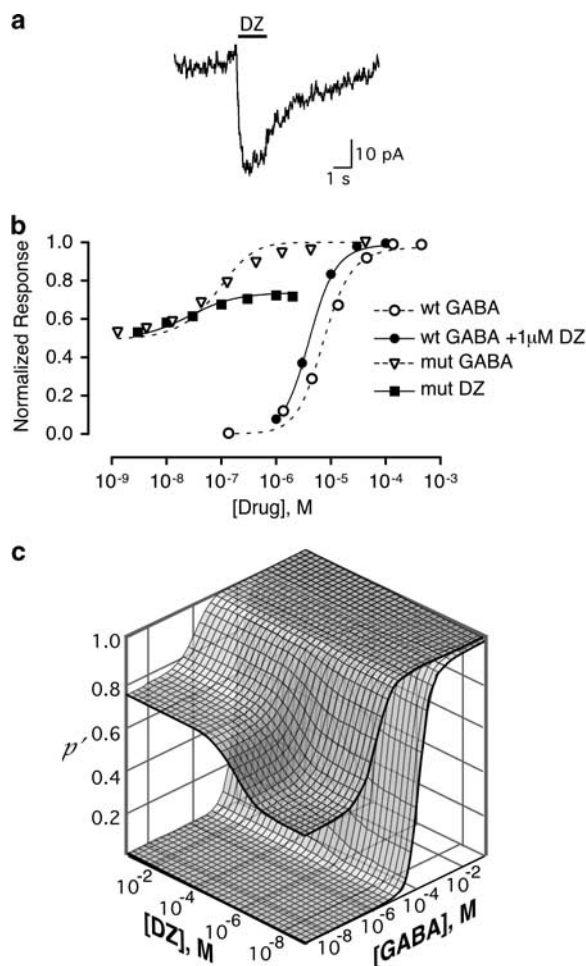 a
DZ
10 pA
1 s
b
Normalized Response
1.0
0.8
0.6
0.4
0.2
0.0
10-9 10-8 10-7 10-6 10-5 10-4 10-3
[Drug], M
wt GABA
wt GABA +1μM DZ
mut GABA
mut DZ
c
1.0
0.8
0.6
0.4
0.2
p′
10-2
10-4
10-6
10-8
[DZ], M
10-8
10-6
10-4
10-2
[GABA], M